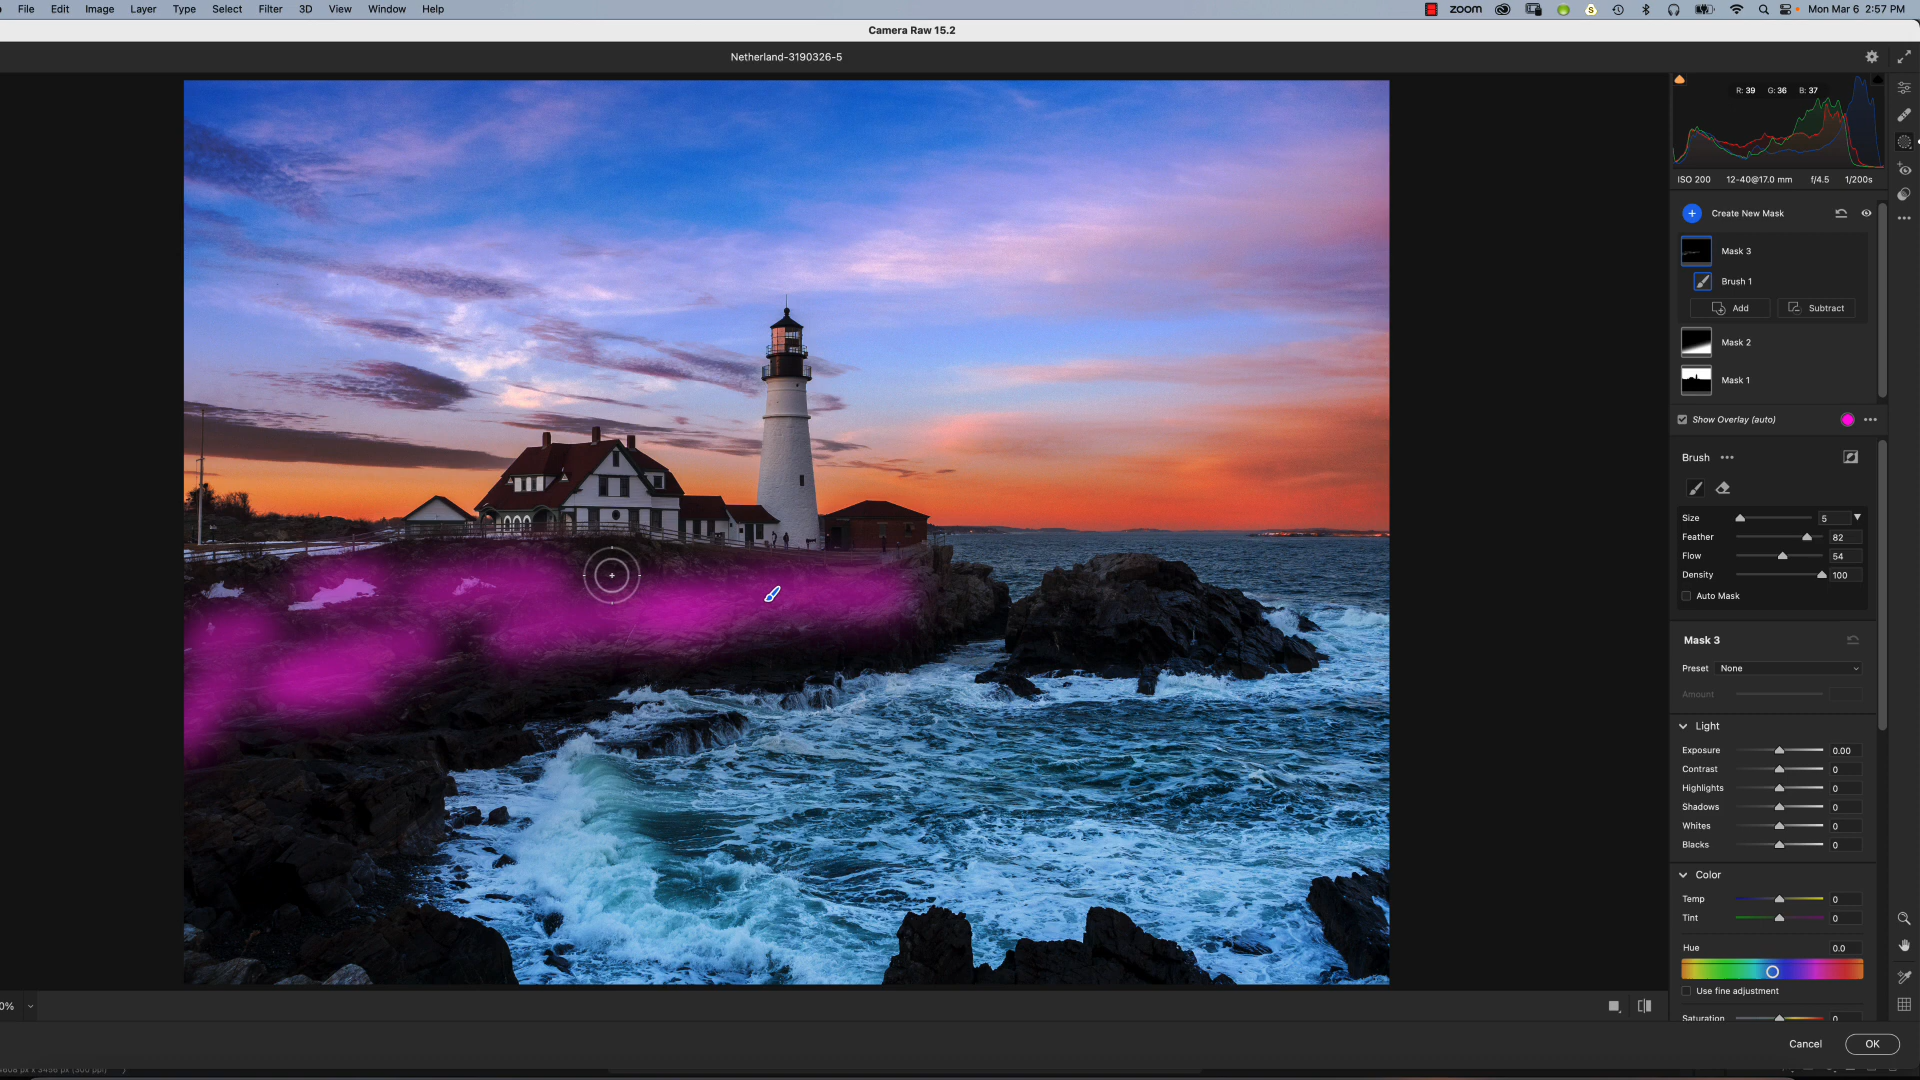 File Edit Image Layer Type Select Filter 3D View Window Help zoom Mon Mar 6 2:57 PM
Camera Raw 15.2
Netherland-3190326-5
R: 39 G: 36 B: 37
ISO 200 12-40@17.0 mm f/4.5 1/200s
Create New Mask
Mask 3
Brush 1
Add Subtract
Mask 2
Mask 1
Show Overlay (auto)
Brush
Size 5
Feather 82
Flow 54
Density 100
Auto Mask
Mask 3
Preset None
Amount
Light
Exposure 0.00
Contrast 0
Highlights 0
Shadows 0
Whites 0
Blacks 0
Color
Temp 0
Tint 0
Hue 0.0
Use fine adjustment
0%
Saturation 0
Cancel OK